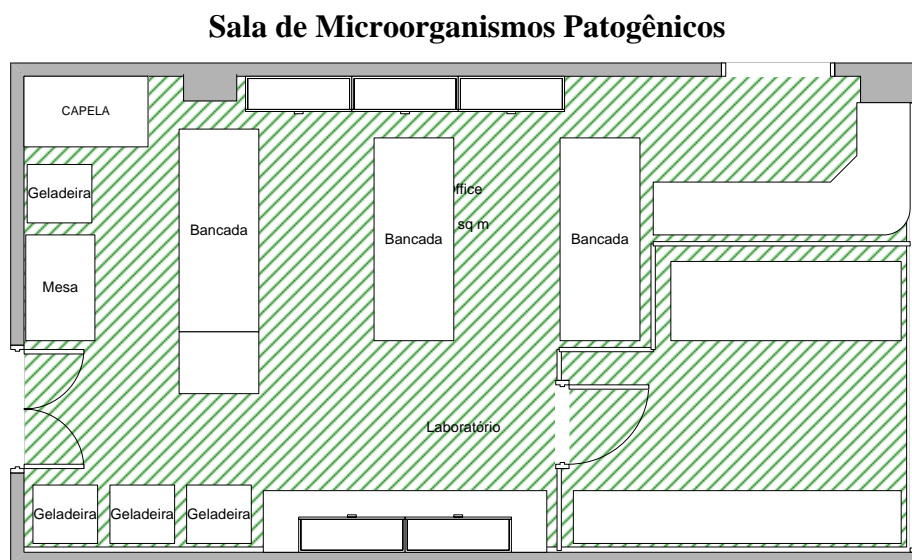 Sala de Microorganismos Patogênicos
CAPELA
Geladeira
ffice
Bancada
sq m
Bancada
Bancada
Mesa
Laboratório
Geladeira
Geladeira
Geladeira